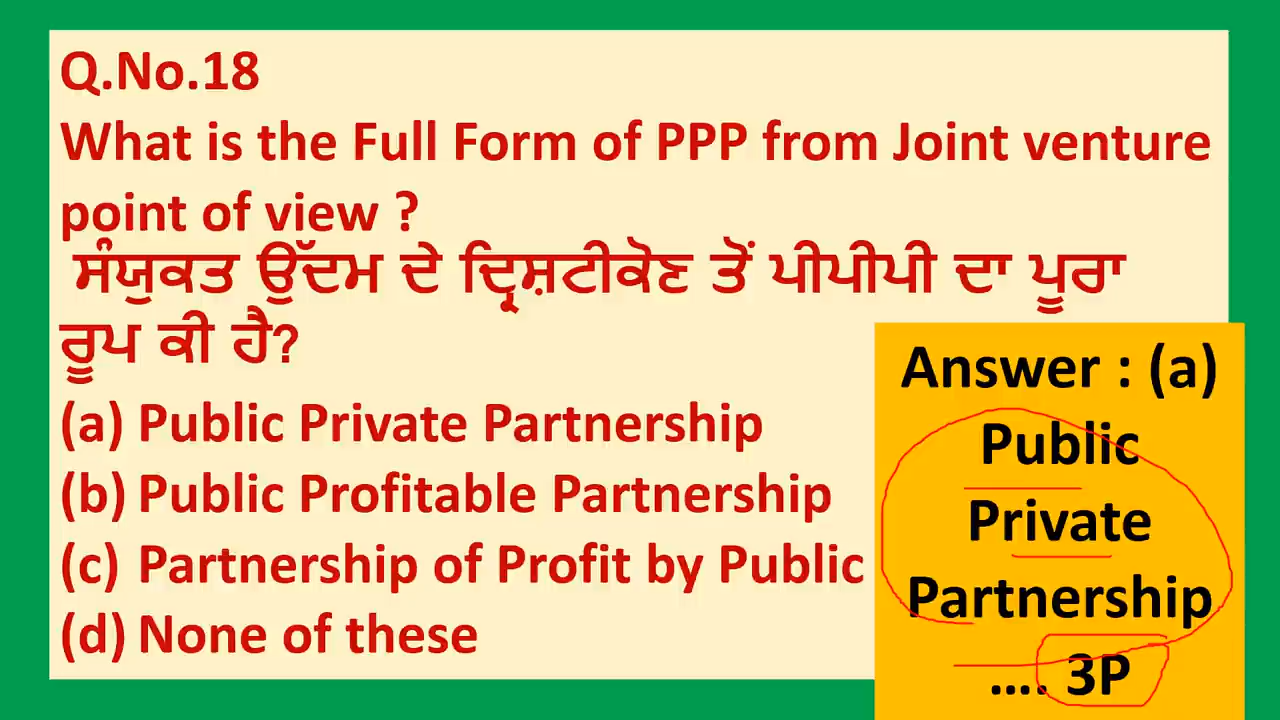 Q.No.18
What is the Full Form of PPP from Joint venture
point of view ?
ਸੰਯੁਕਤ ਉੱਦਮ ਦੇ ਦ੍ਰਿਸ਼ਟੀਕੋਣ ਤੋਂ ਪੀਪੀਪੀ ਦਾ ਪੂਰਾ
ਰੂਪ ਕੀ ਹੈ?
(a) Public Private Partnership
(b) Public Profitable Partnership
(c) Partnership of Profit by Public
(d) None of these
Answer : (a)
Public
Private
Partnership
.... 3P